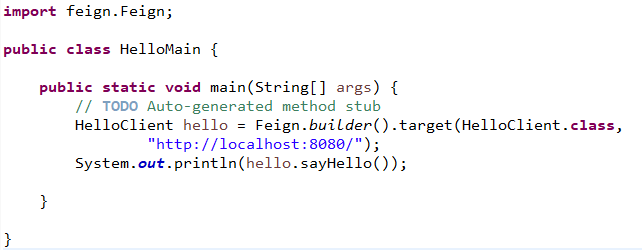 import feign.Feign;
public class HelloMain {
public static void main(String[] args) {
// TODO Auto-generated method stub
HelloClient hello = Feign.builder().target(HelloClient.class,
"http://localhost:8080/");
System.out.println(hello.sayHello());
}
}